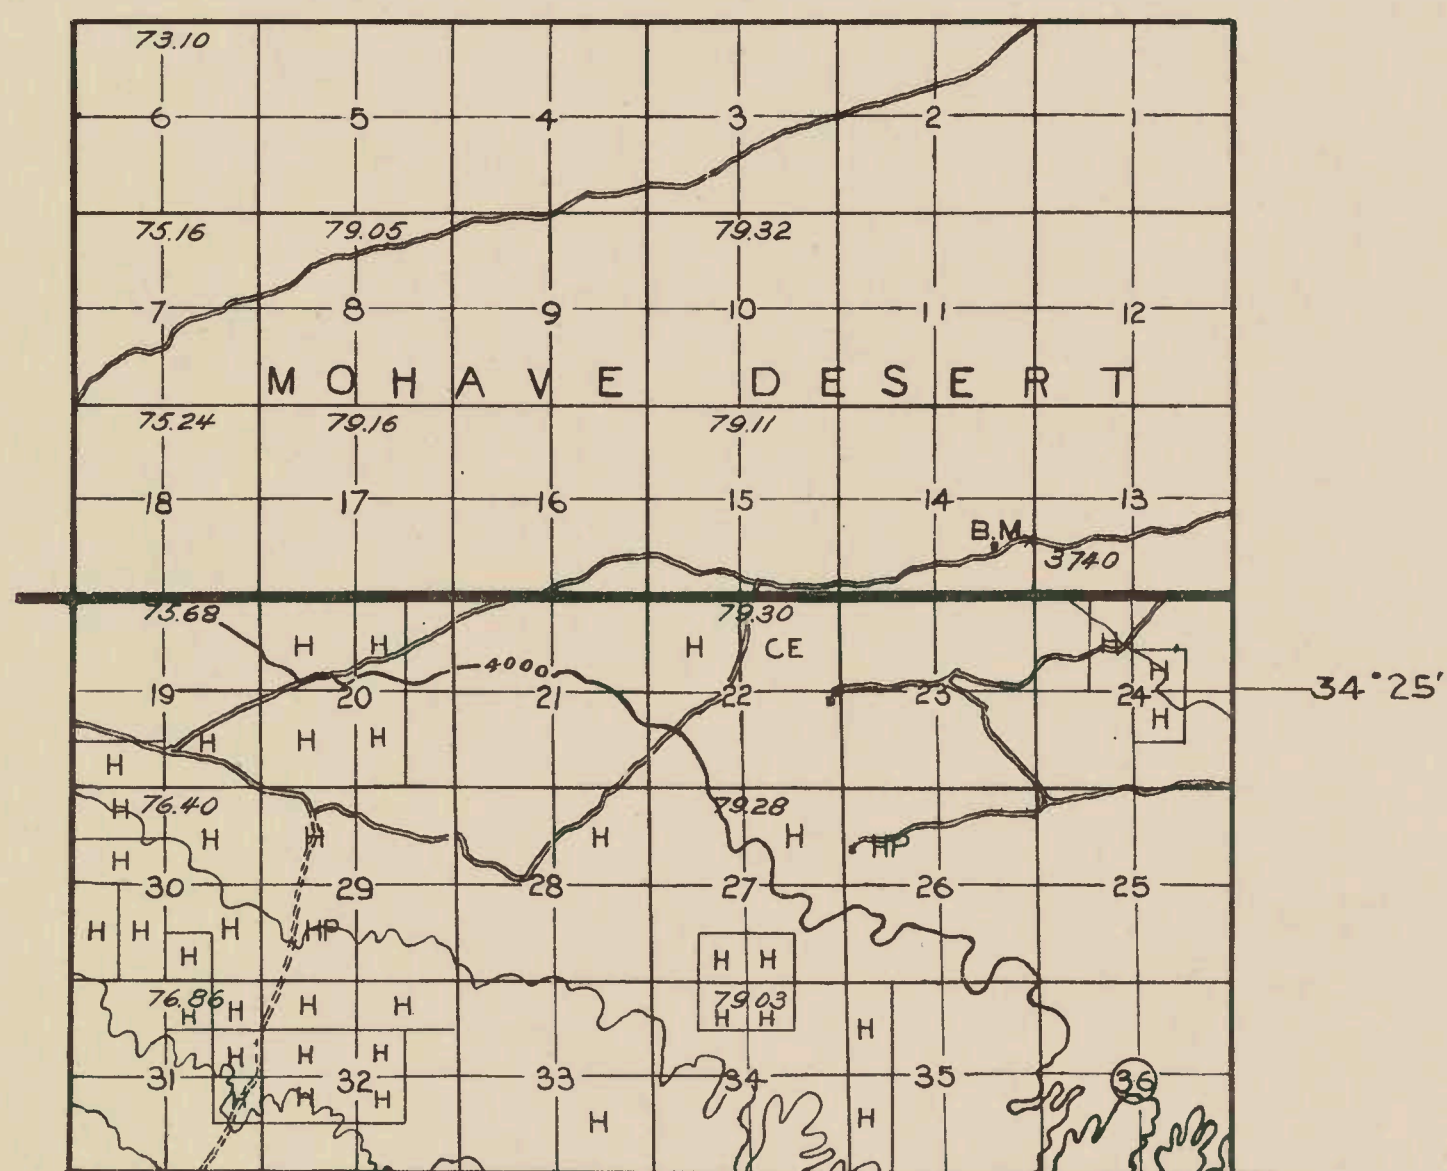 73.10
6 5 4 3 2 1
75.16 79.05 79.32
7 8 9 10 11 12
MOHAVE DESERT
75.24 79.16 79.11
18 17 16 15 14 13
B.M.
3740
75.68 79.30
H H H CE H
4000
H
19 20 21 22 23 24 34°25'
H
H H H
H
76.40 79.28
H
H H H H HP
H
30 29 28 27 26 25
H H H HP
H H H
76.86 79.03
H H H H H H H
H H H
31 32 33 34 35 36
H H H
H H